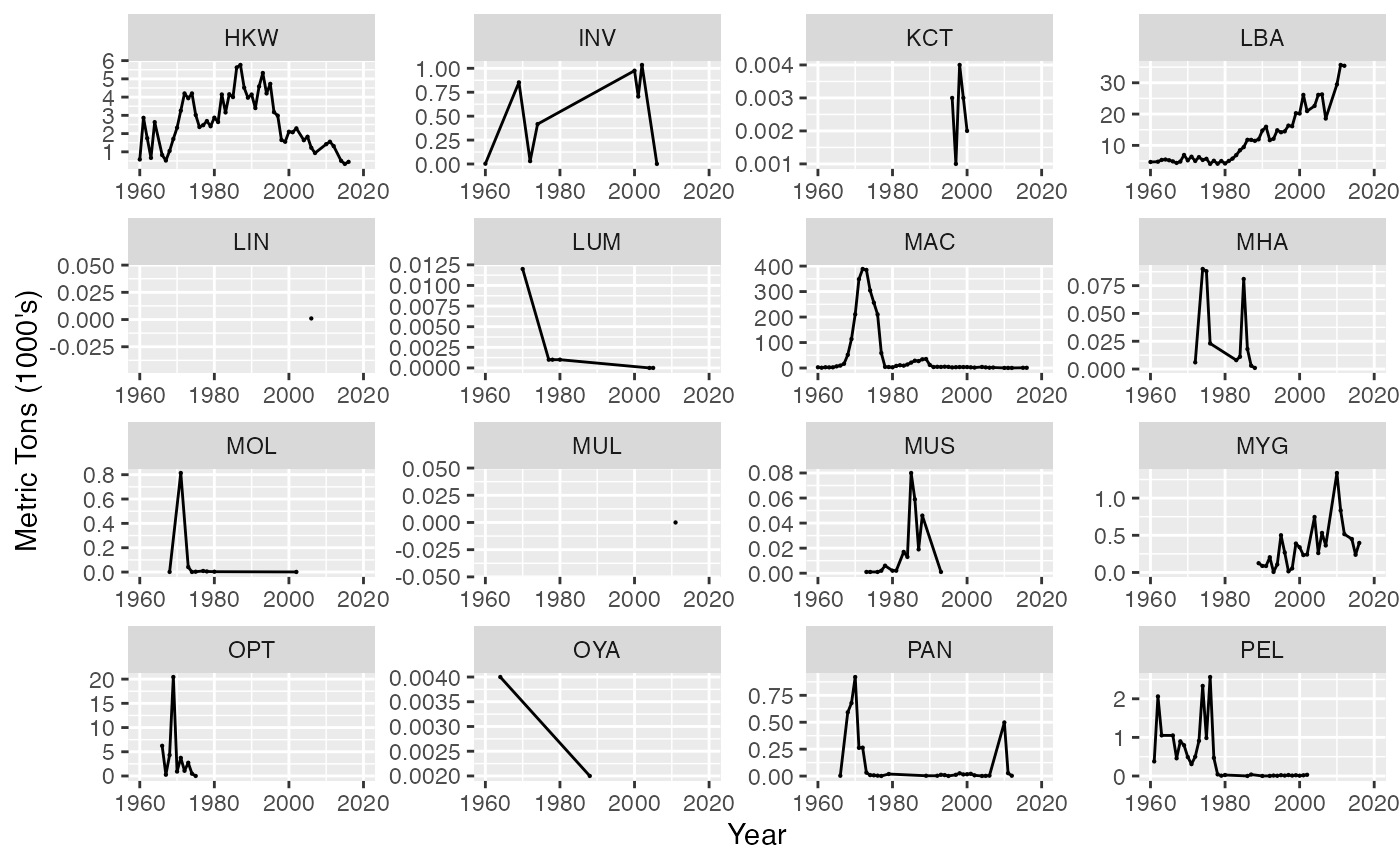 HKW INV KCT LBA
6 5 4 3 2 1
1.00 0.75 0.50 0.25 0.00
0.004 0.003 0.002 0.001
30 20 10
1960 1980 2000 2020 1960 1980 2000 2020 1960 1980 2000 2020 1960 1980 2000 2020
LIN LUM MAC MHA
0.050 0.025 0.000 -0.025
0.0125 0.0100 0.0075 0.0050 0.0025 0.0000
400 300 200 100 0
0.075 0.050 0.025 0.000
1960 1980 2000 2020 1960 1980 2000 2020 1960 1980 2000 2020 1960 1980 2000 2020
Metric Tons (1000's)
MOL MUL MUS MYG
0.8 0.6 0.4 0.2 0.0
0.050 0.025 0.000 -0.025 -0.050
0.08 0.06 0.04 0.02 0.00
1.0 0.5 0.0
1960 1980 2000 2020 1960 1980 2000 2020 1960 1980 2000 2020 1960 1980 2000 2020
OPT OYA PAN PEL
20 15 10 5 0
0.0040 0.0035 0.0030 0.0025 0.0020
0.75 0.50 0.25 0.00
2 1 0
1960 1980 2000 2020 1960 1980 2000 2020 1960 1980 2000 2020 1960 1980 2000 2020
Year